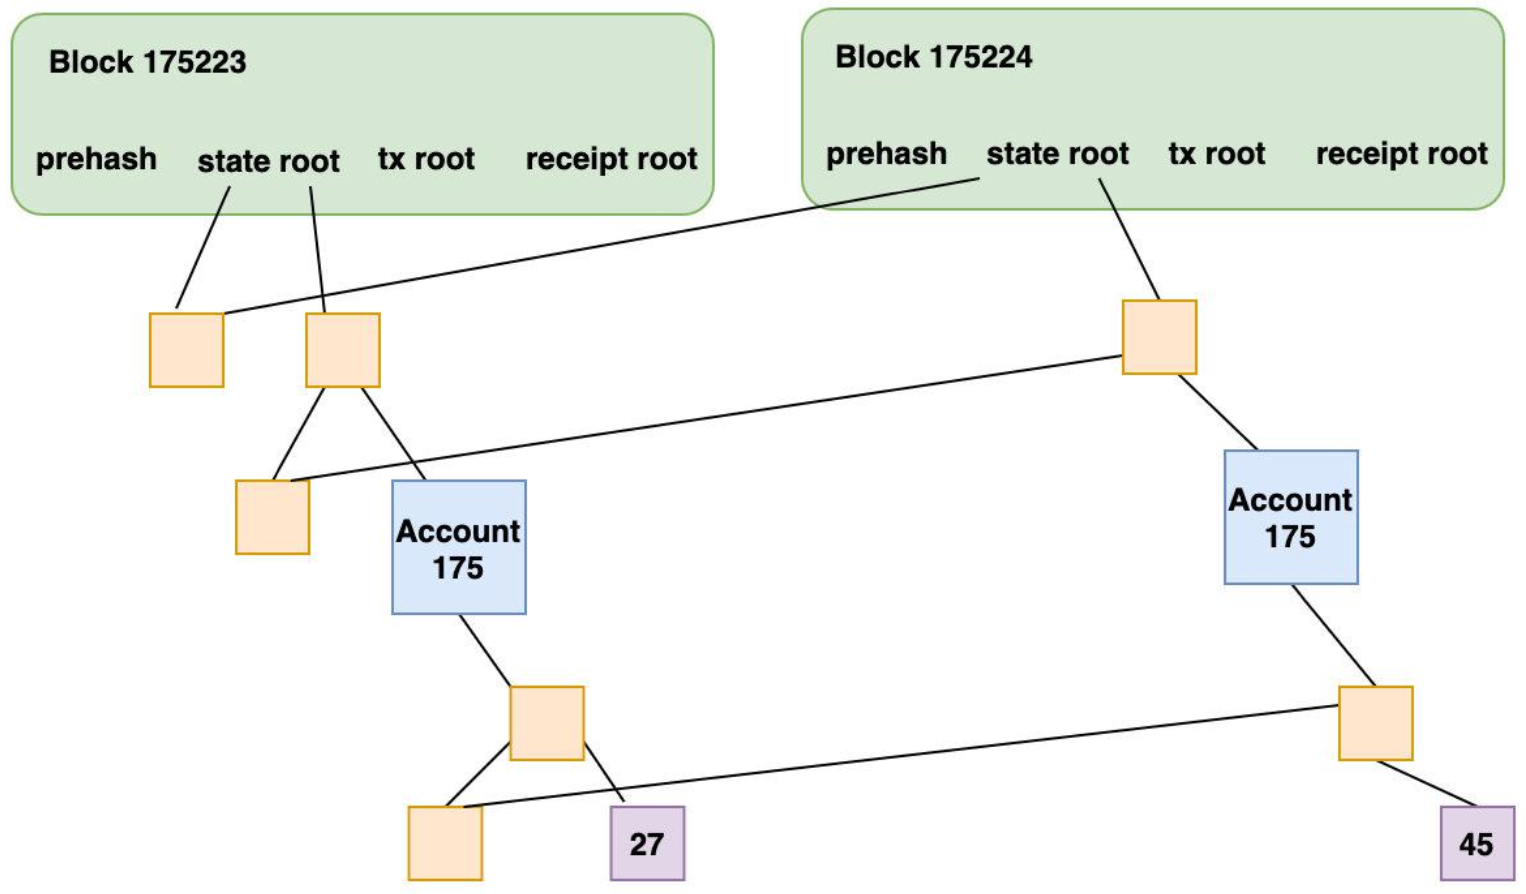 Block 175223
prehash state root tx root receipt root
Block 175224
prehash state root tx root receipt root
Account
175
Account
175
27
45